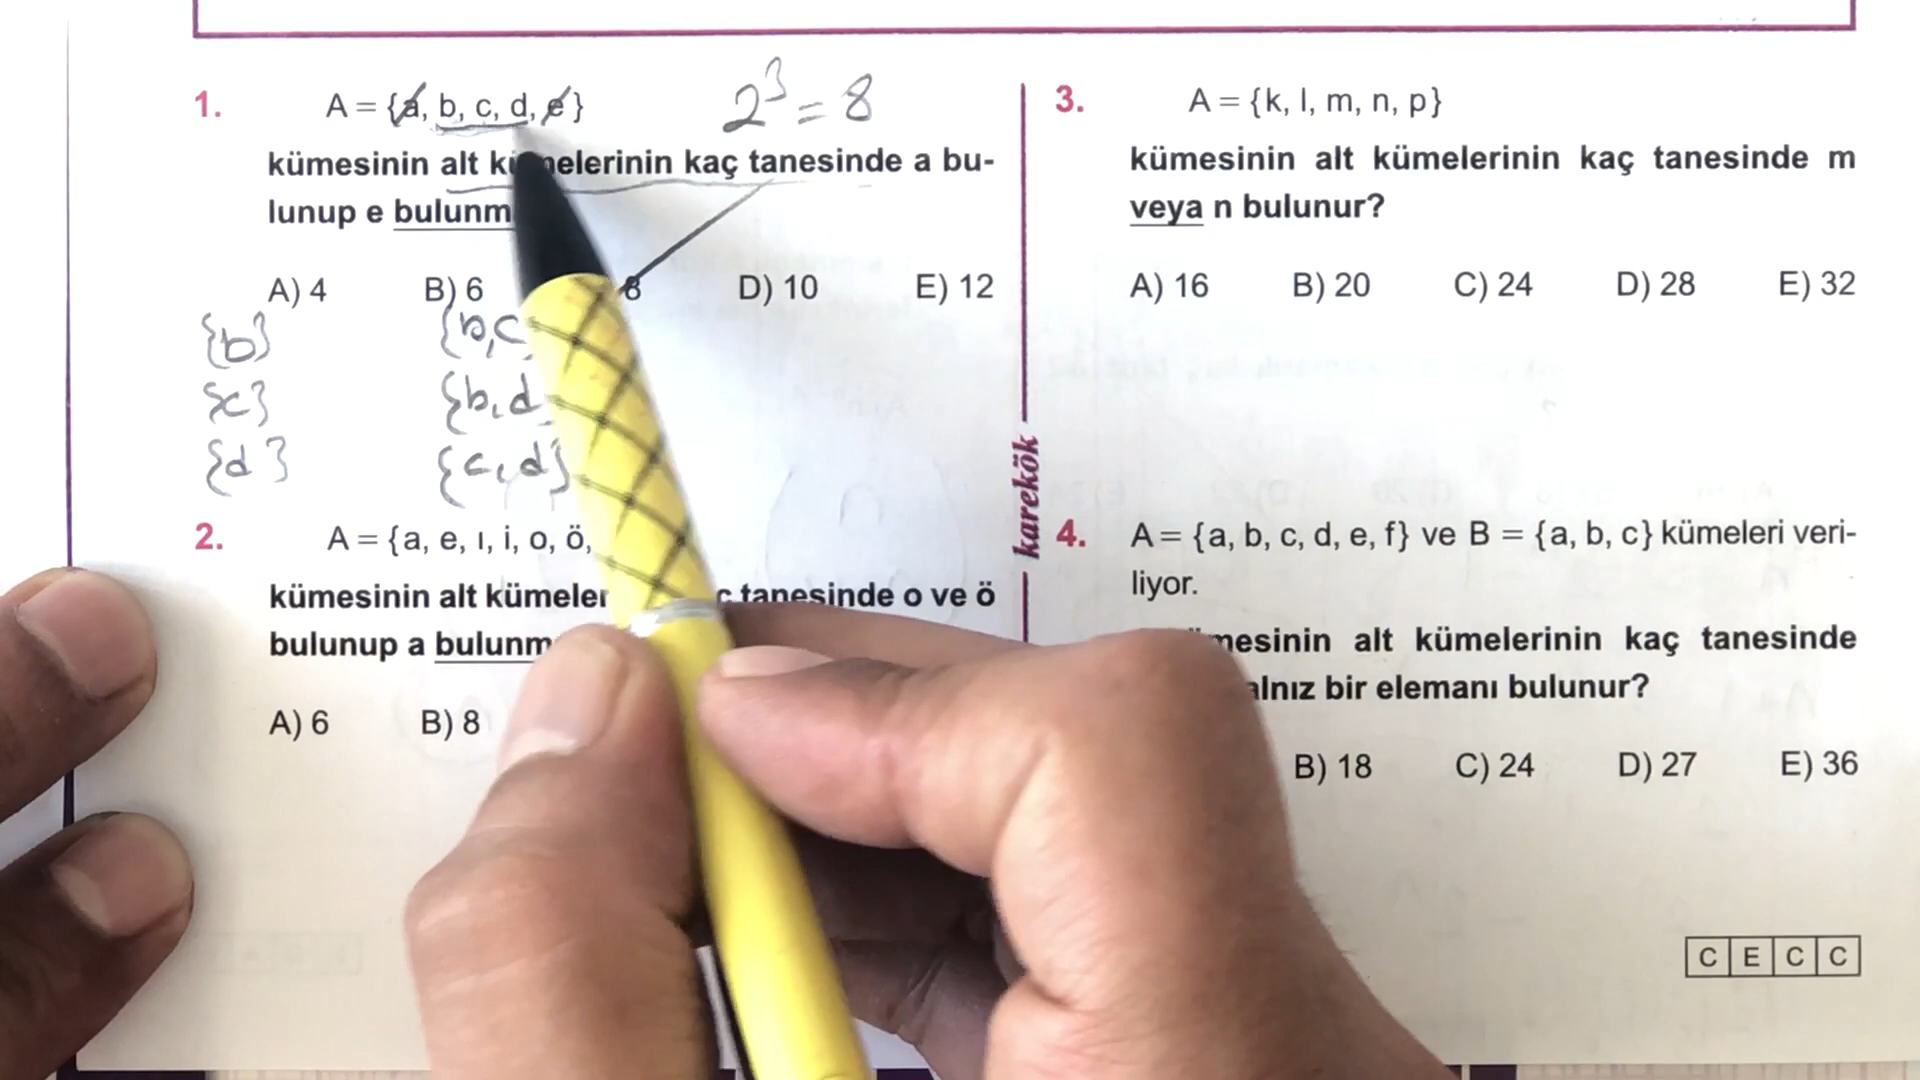 1. A = {a, b, c, d, e} 2³ = 8
kümesinin alt kümelerinin kaç tanesinde a bu-
lunup e bulunm
A) 4 B) 6 8 D) 10 E) 12
{b} {b,c
{c} {b,d
{d} {c,d}
2. A = {a, e, ı, i, o, ö,
kümesinin alt kümeler tanesinde o ve ö
bulunup a bulunm
A) 6 B) 8
karekök
3. A = {k, l, m, n, p}
kümesinin alt kümelerinin kaç tanesinde m
veya n bulunur?
A) 16 B) 20 C) 24 D) 28 E) 32
4. A = {a, b, c, d, e, f} ve B = {a, b, c} kümeleri veri-
liyor.
mesinin alt kümelerinin kaç tanesinde
alnız bir elemanı bulunur?
B) 18 C) 24 D) 27 E) 36
C E C C